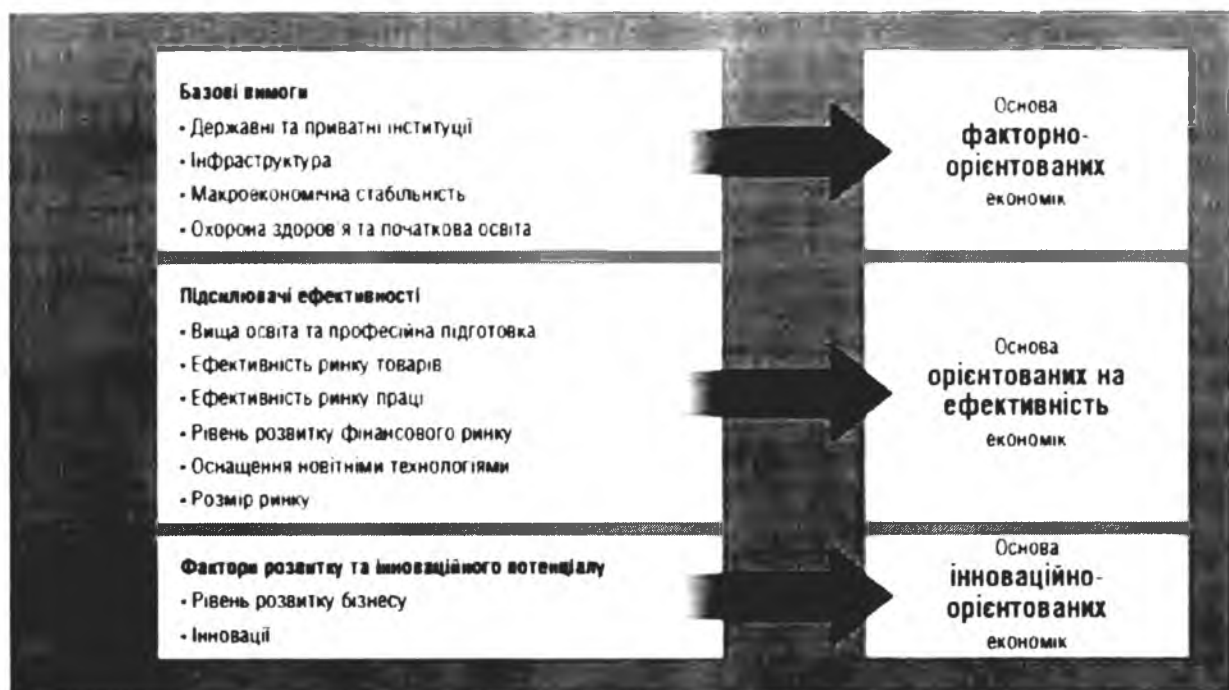 Базові вимоги
- Державні та приватні інституції
- Інфраструктура
- Макроекономічна стабільність
- Охорона здоров'я та початкова освіта
Основа
факторно-
орієнтованих
економік
Підсилювачі ефективності
- Вища освіта та професійна підготовка
- Ефективність ринку товарів
- Ефективність ринку праці
- Рівень розвитку фінансового ринку
- Оснащення новітніми технологіями
- Розмір ринку
Основа
орієнтованих на
ефективність
економік
Фактори розвитку та інноваційного потенціалу
- Рівень розвитку бізнесу
- Інновації
Основа
інноваційно-
орієнтованих
економік